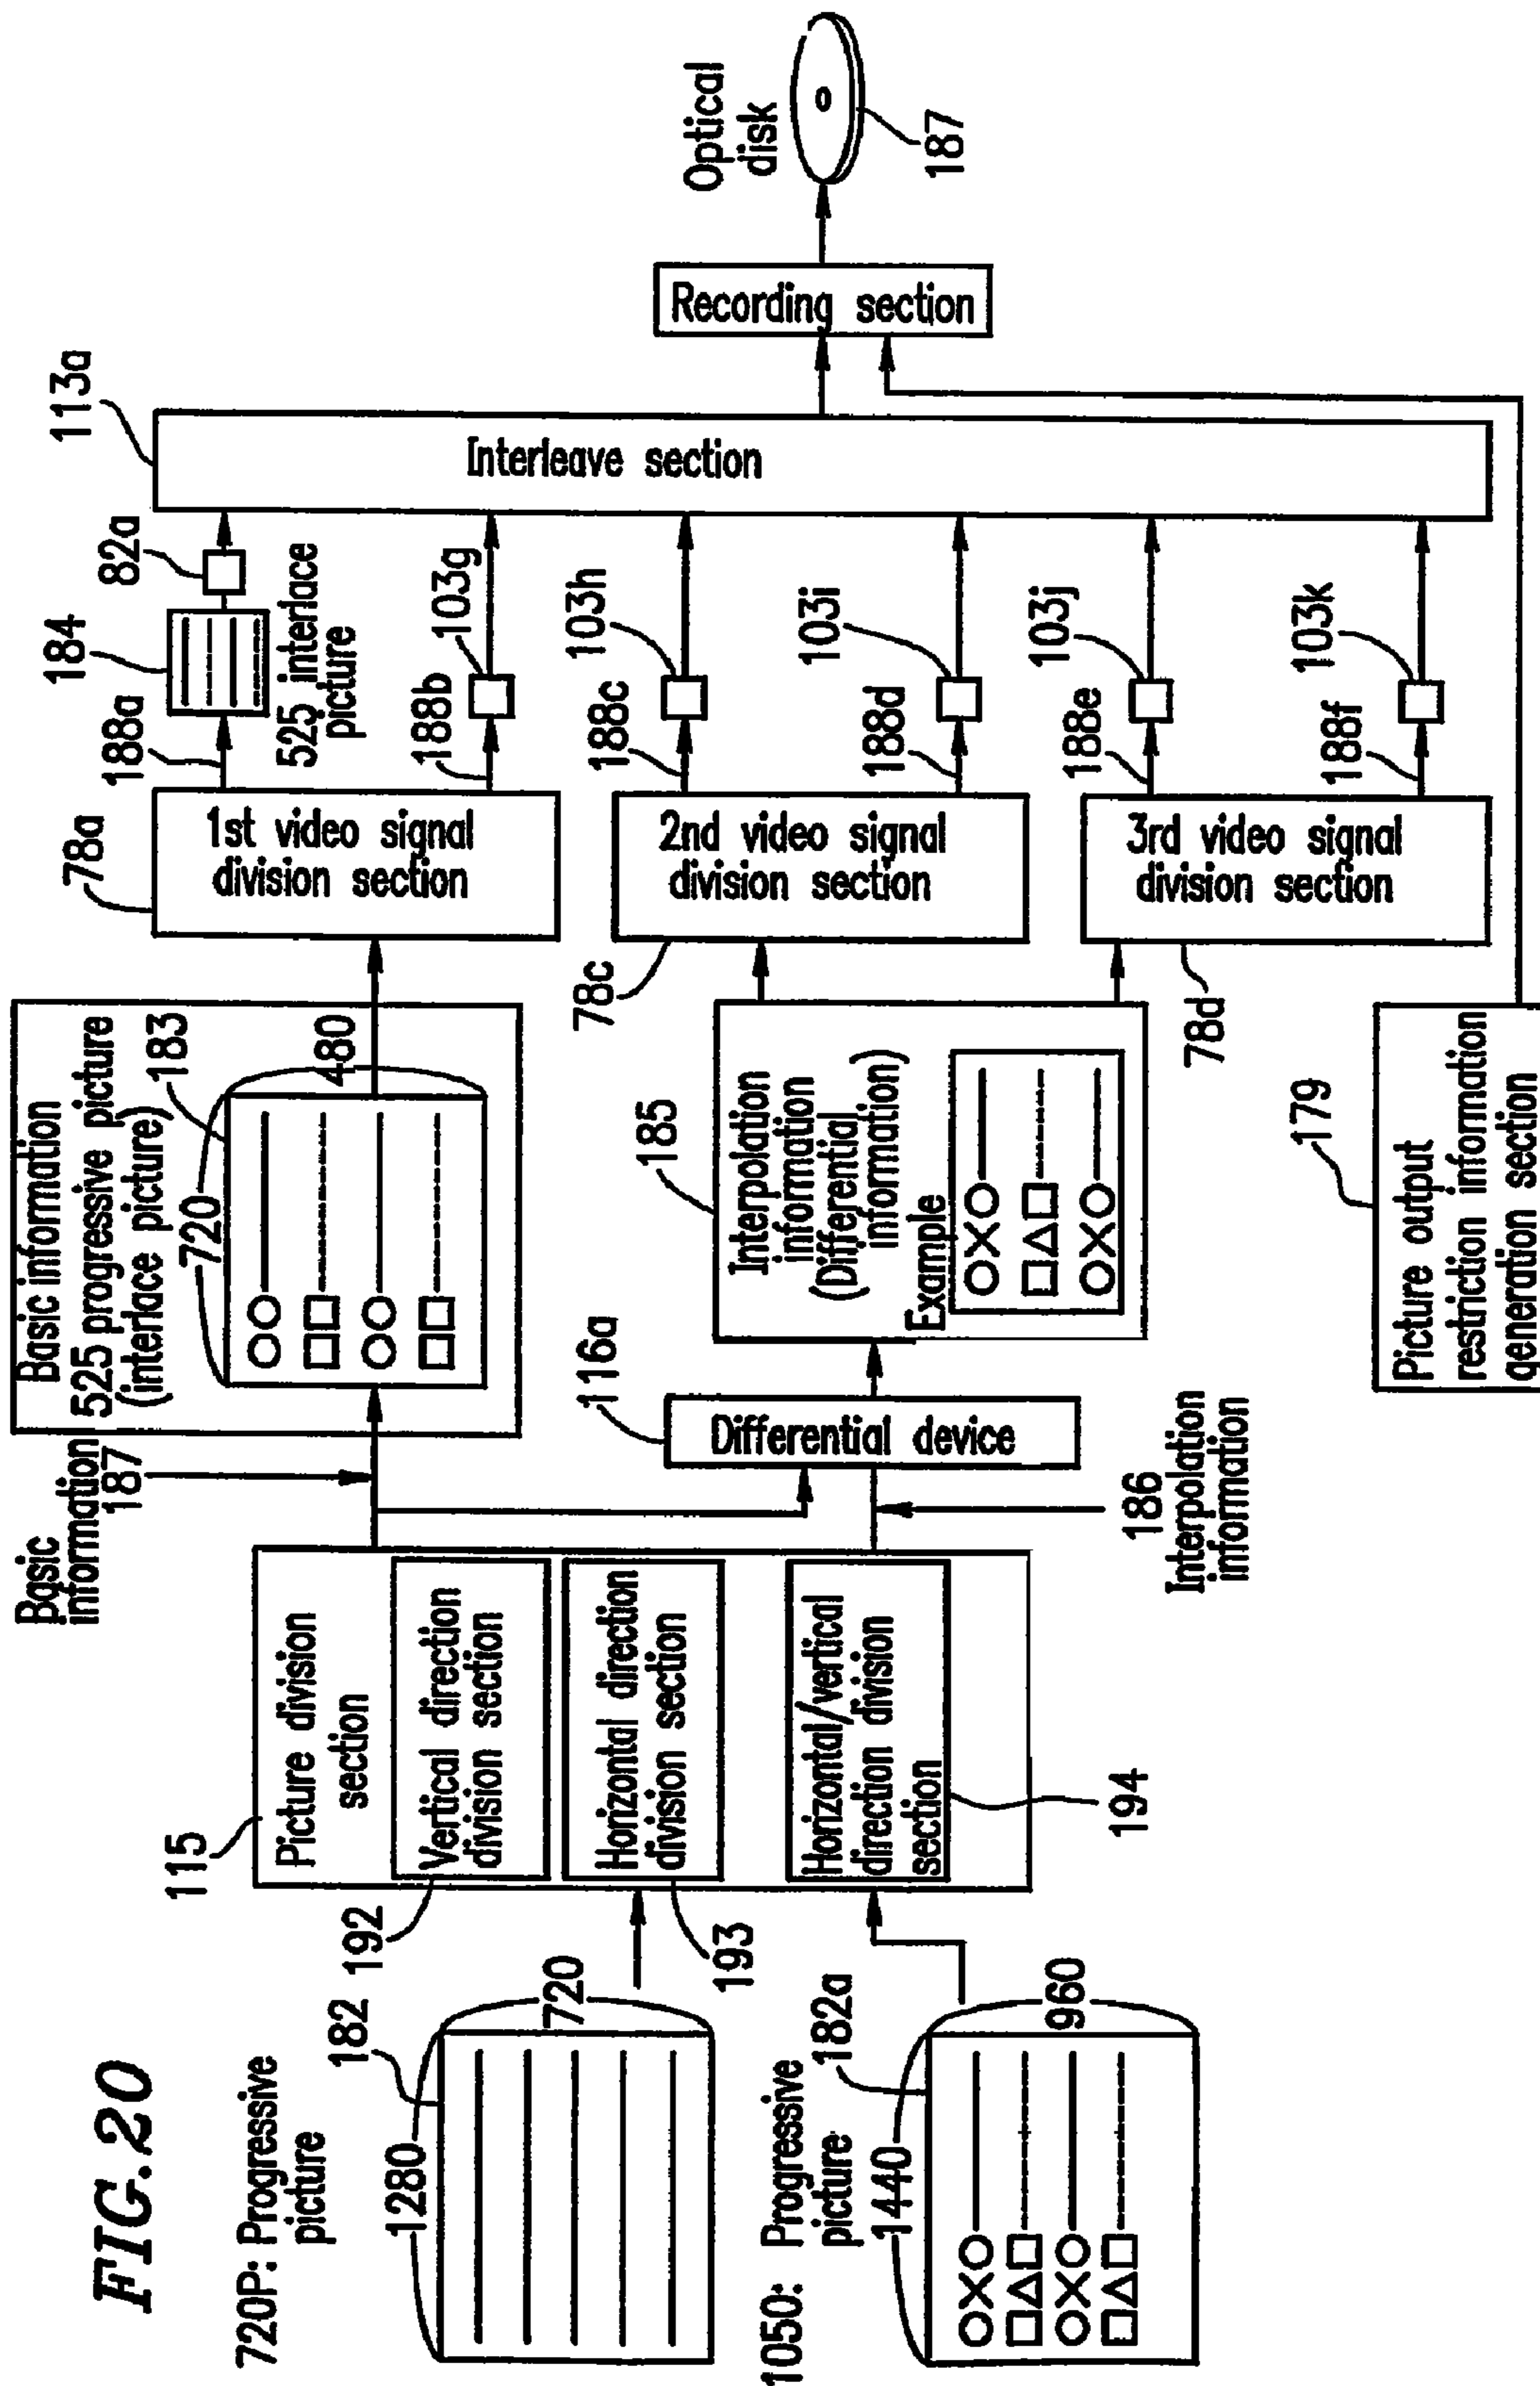 FIG.20
720P: Progressive
picture
182
1280
720
1050: Progressive
picture
182a
1440
960
115
Picture division
section
192
Vertical direction
division section
Horizontal direction
division section
193
Horizontal/vertical
direction division
section
194
Basic
information
187
186
Interpolation
information
116a
Differential device
Basic information
525 progressive picture
(interlace picture)
183
720
480
185
Interpolation
information
(Differential
information)
Example
179
Picture output
restriction information
generation section
78a
1st video signal
division section
78c
2nd video signal
division section
78d
3rd video signal
division section
188a
184
82a
525 interlace
picture
188b
103g
188c
103h
188d
103i
188e
103j
188f
103k
113a
Interleave section
Recording section
Optical
disk
187